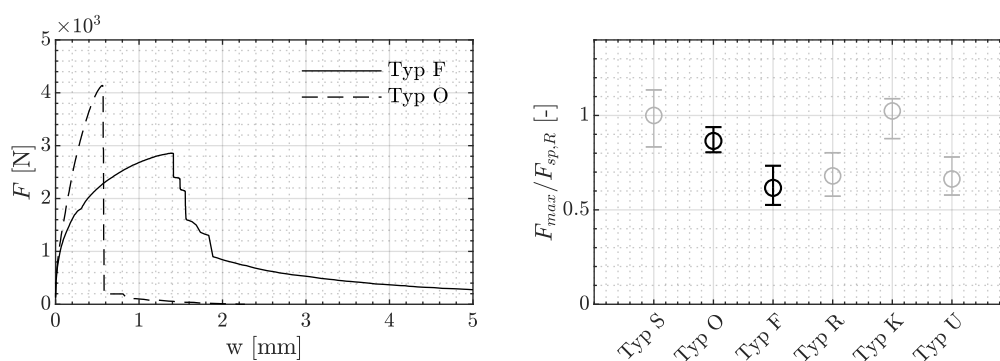 ×10³
5
4
3
2
1
0
F [N]
0 1 2 3 4 5
w [mm]
Typ F
Typ O
1
0.5
0
F_max/F_sp,R [-]
Typ S
Typ O
Typ F
Typ R
Typ K
Typ U